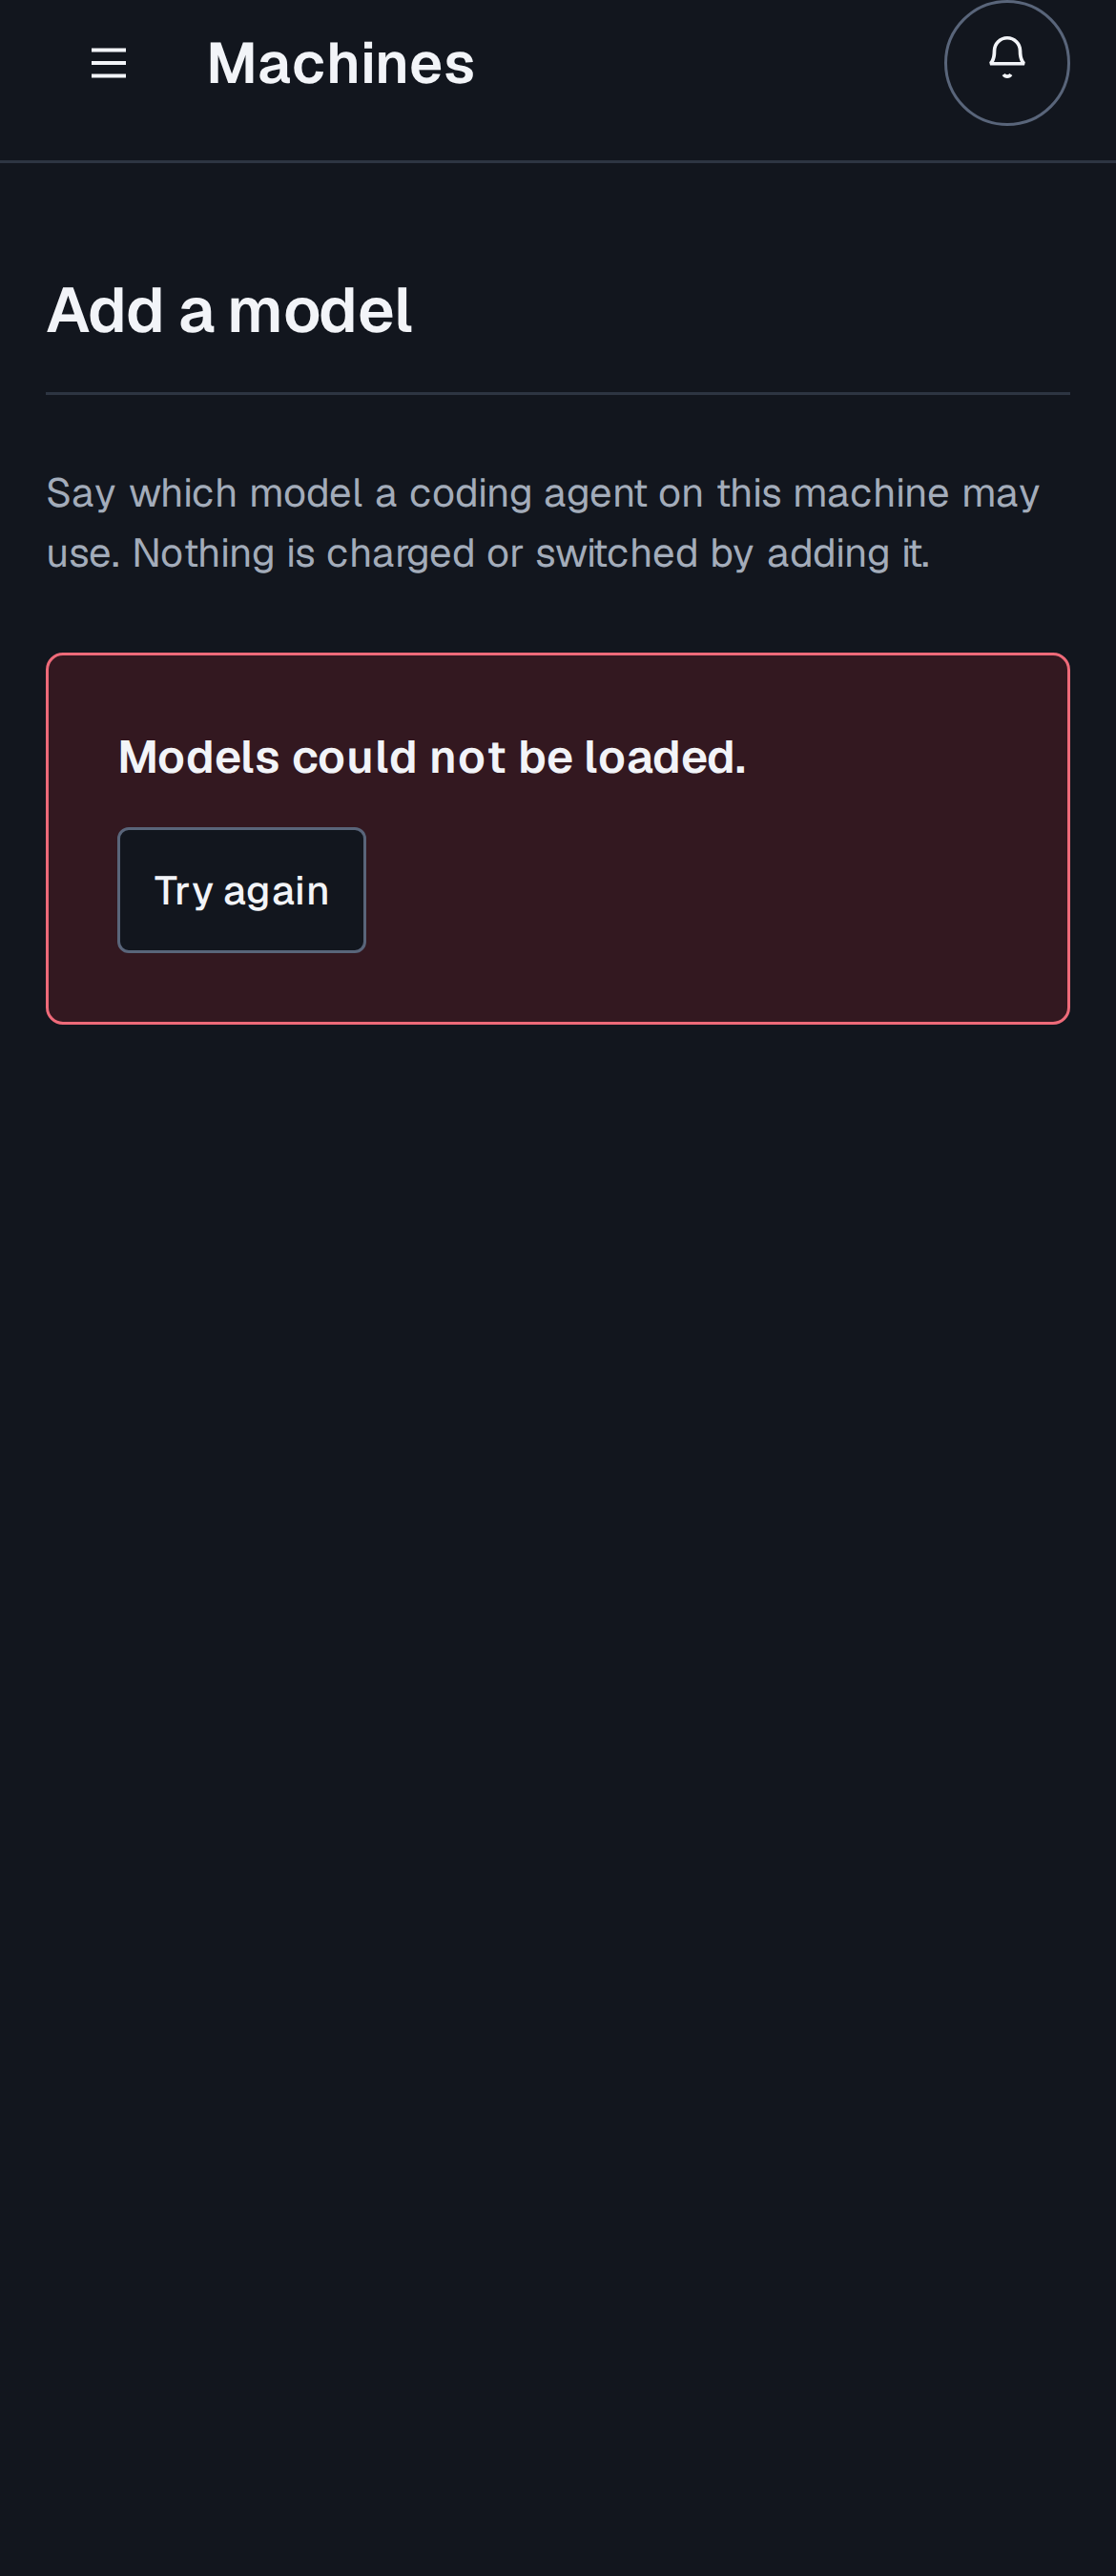 Machines
Add a model
Say which model a coding agent on this machine may
use. Nothing is charged or switched by adding it.
Models could not be loaded.
Try again